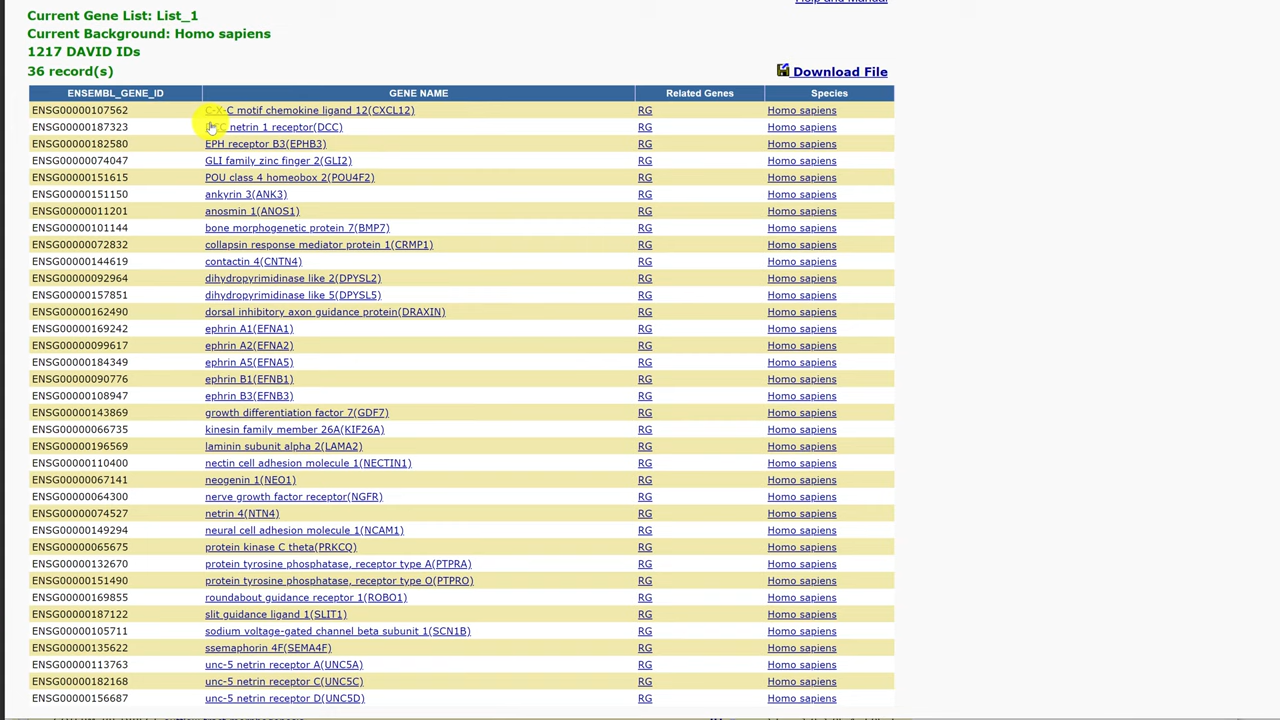 Current Gene List: List_1
Current Background: Homo sapiens
1217 DAVID IDs
36 record(s)
Download File
ENSEMBL_GENE_ID GENE NAME Related Genes Species
ENSG00000107562 C-X-C motif chemokine ligand 12(CXCL12) RG Homo sapiens
ENSG00000187323 netrin 1 receptor(DCC) RG Homo sapiens
ENSG00000182580 EPH receptor B3(EPHB3) RG Homo sapiens
ENSG00000074047 GLI family zinc finger 2(GLI2) RG Homo sapiens
ENSG00000151615 POU class 4 homeobox 2(POU4F2) RG Homo sapiens
ENSG00000151150 ankyrin 3(ANK3) RG Homo sapiens
ENSG00000011201 anosmin 1(ANOS1) RG Homo sapiens
ENSG00000101144 bone morphogenetic protein 7(BMP7) RG Homo sapiens
ENSG00000072832 collapsin response mediator protein 1(CRMP1) RG Homo sapiens
ENSG00000144619 contactin 4(CNTN4) RG Homo sapiens
ENSG00000092964 dihydropyrimidinase like 2(DPYSL2) RG Homo sapiens
ENSG00000157851 dihydropyrimidinase like 5(DPYSL5) RG Homo sapiens
ENSG00000162490 dorsal inhibitory axon guidance protein(DRAXIN) RG Homo sapiens
ENSG00000169242 ephrin A1(EFNA1) RG Homo sapiens
ENSG00000099617 ephrin A2(EFNA2) RG Homo sapiens
ENSG00000184349 ephrin A5(EFNA5) RG Homo sapiens
ENSG00000090776 ephrin B1(EFNB1) RG Homo sapiens
ENSG00000108947 ephrin B3(EFNB3) RG Homo sapiens
ENSG00000143869 growth differentiation factor 7(GDF7) RG Homo sapiens
ENSG00000066735 kinesin family member 26A(KIF26A) RG Homo sapiens
ENSG00000196569 laminin subunit alpha 2(LAMA2) RG Homo sapiens
ENSG00000110400 nectin cell adhesion molecule 1(NECTIN1) RG Homo sapiens
ENSG00000067141 neogenin 1(NEO1) RG Homo sapiens
ENSG00000064300 nerve growth factor receptor(NGFR) RG Homo sapiens
ENSG00000074527 netrin 4(NTN4) RG Homo sapiens
ENSG00000149294 neural cell adhesion molecule 1(NCAM1) RG Homo sapiens
ENSG00000065675 protein kinase C theta(PRKCQ) RG Homo sapiens
ENSG00000132670 protein tyrosine phosphatase, receptor type A(PTPRA) RG Homo sapiens
ENSG00000151490 protein tyrosine phosphatase, receptor type O(PTPRO) RG Homo sapiens
ENSG00000169855 roundabout guidance receptor 1(ROBO1) RG Homo sapiens
ENSG00000187122 slit guidance ligand 1(SLIT1) RG Homo sapiens
ENSG00000105711 sodium voltage-gated channel beta subunit 1(SCN1B) RG Homo sapiens
ENSG00000135622 ssemaphorin 4F(SEMA4F) RG Homo sapiens
ENSG00000113763 unc-5 netrin receptor A(UNC5A) RG Homo sapiens
ENSG00000182168 unc-5 netrin receptor C(UNC5C) RG Homo sapiens
ENSG00000156687 unc-5 netrin receptor D(UNC5D) RG Homo sapiens